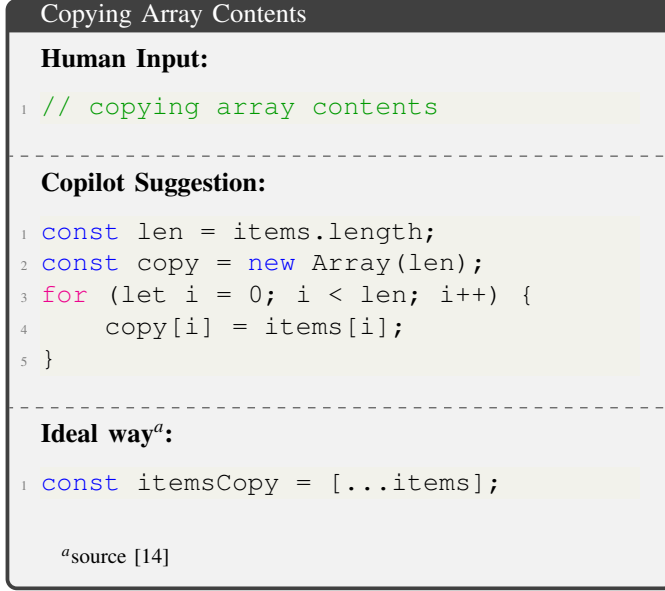 Copying Array Contents
Human Input:
1 // copying array contents
Copilot Suggestion:
1 const len = items.length;
2 const copy = new Array(len);
3 for (let i = 0; i < len; i++) {
4     copy[i] = items[i];
5 }
Ideal way^a:
1 const itemsCopy = [...items];
^a source [14]